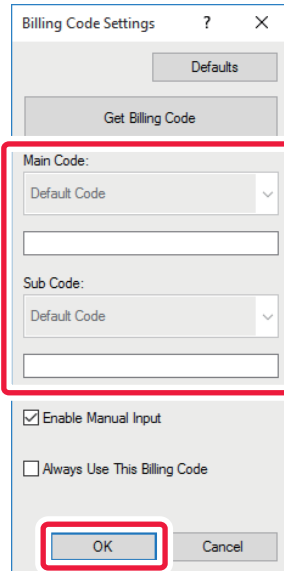 Billing Code Settings ? ×
Defaults
Get Billing Code
Main Code:
Default Code
Sub Code:
Default Code
Enable Manual Input
Always Use This Billing Code
OK Cancel